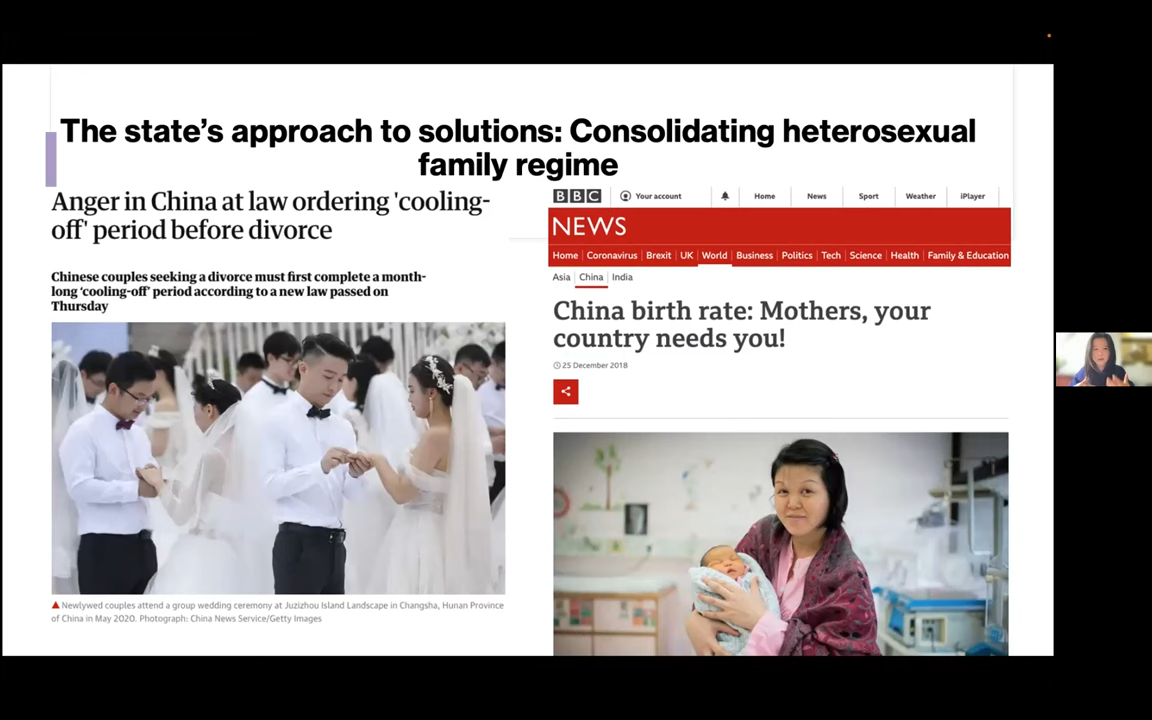 The state's approach to solutions: Consolidating heterosexual
family regime
Anger in China at law ordering 'cooling-
off' period before divorce
Chinese couples seeking a divorce must first complete a month-
long 'cooling-off' period according to a new law passed on
Thursday
Newlywed couples attend a group wedding ceremony at Juzizhou Island Landscape in Changsha, Hunan Province
of China in May 2020. Photograph: China News Service/Getty Images
BBC Your account Home News Sport Weather iPlayer
NEWS
Home Coronavirus Brexit UK World Business Politics Tech Science Health Family & Education
Asia China India
China birth rate: Mothers, your
country needs you!
25 December 2018